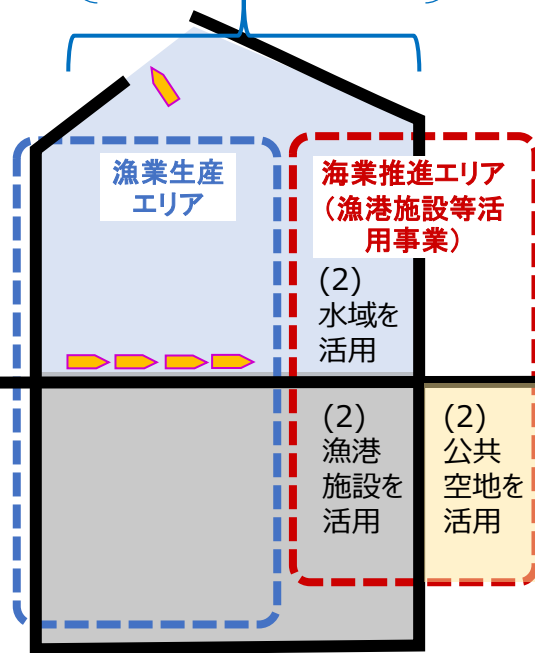 漁業生産
エリア
海業推進エリア
（漁港施設等活
用事業）
(2)
水域を
活用
(2)
漁港
施設を
活用
(2)
公共
空地を
活用